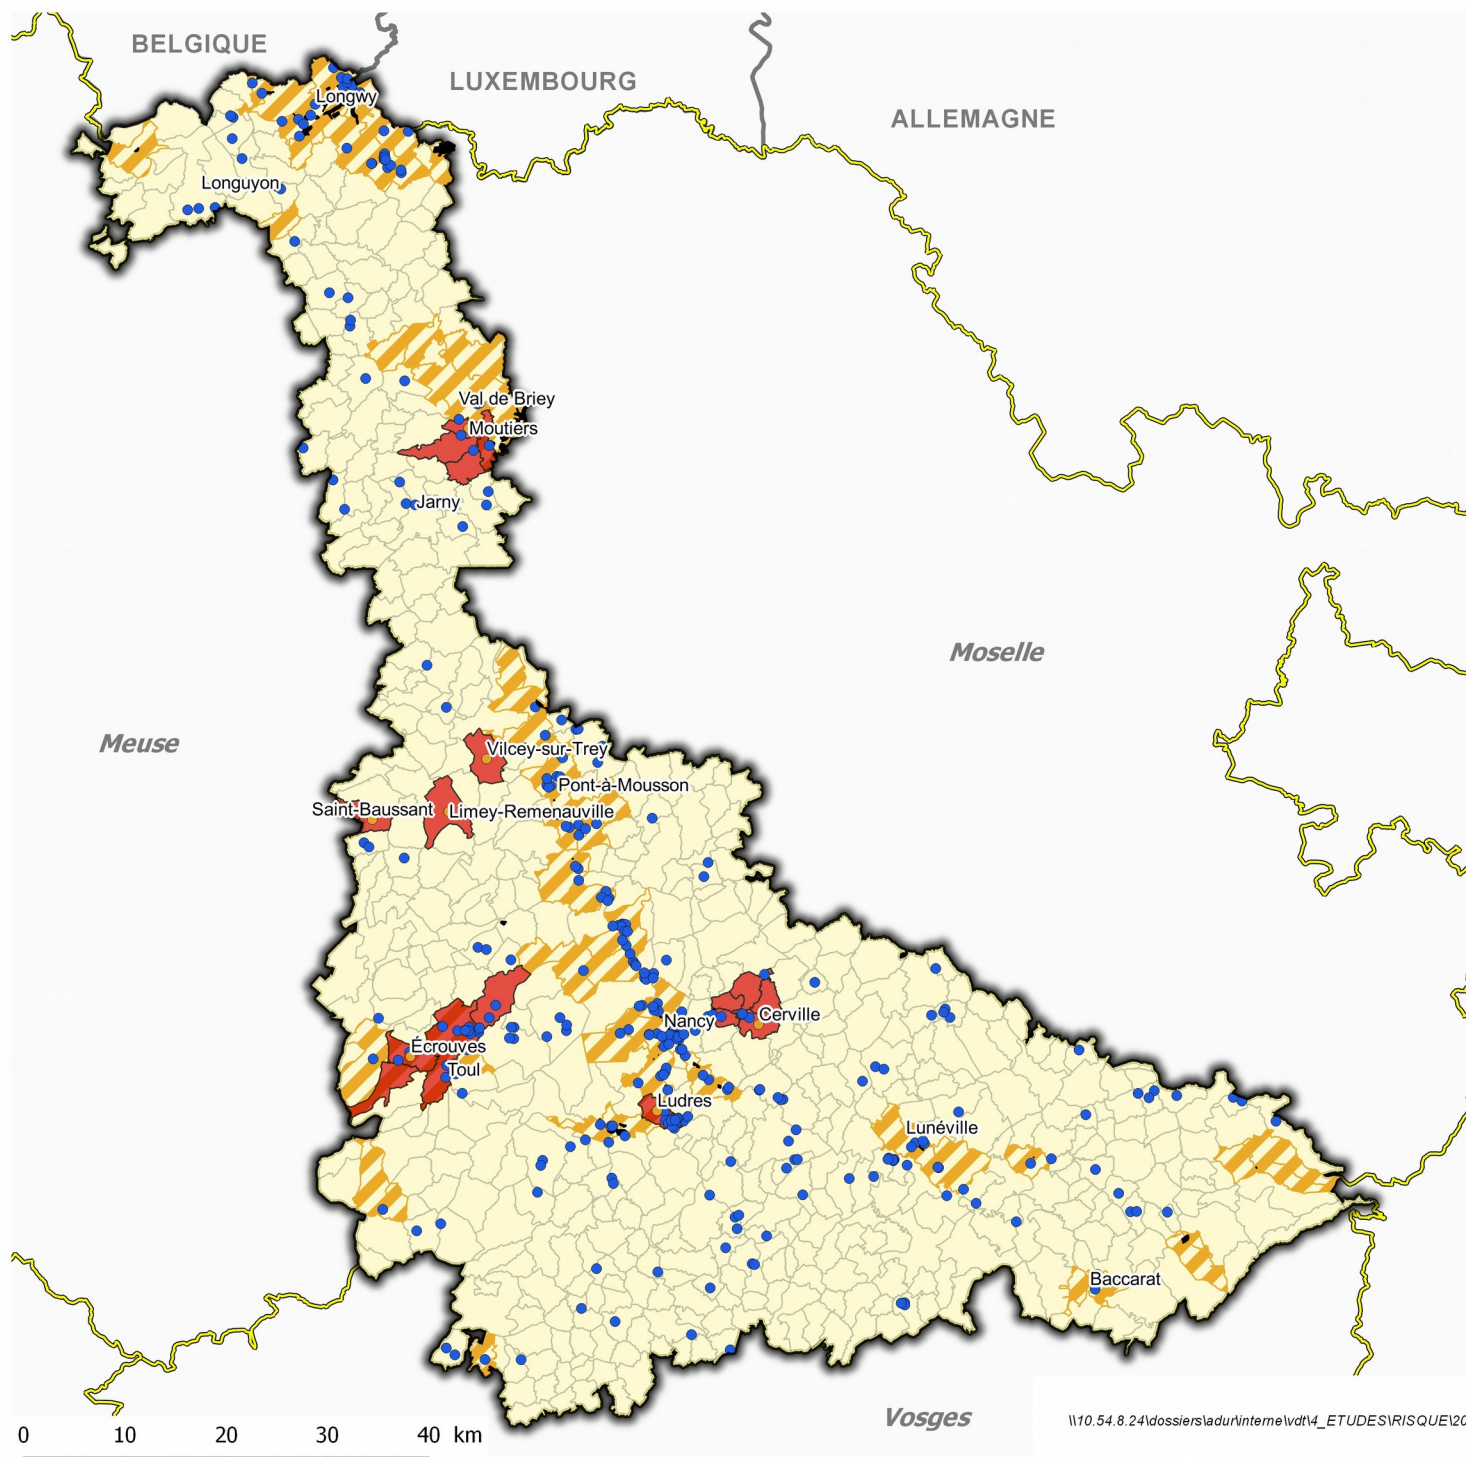 BELGIQUE
LUXEMBOURG
ALLEMAGNE
Longwy
Longuyon
Val de Briey
Moutiers
Jarny
Moselle
Meuse
Vilcey-sur-Trey
Pont-à-Mousson
Saint-Baussant
Limey-Remenauville
Nancy
Cerville
Écrouves
Toul
Ludres
Lunéville
Baccarat
Vosges
\\10.54.8.24\dossiers\adur\interne\vdt\4_ETUDES\RISQUE\20
0 10 20 30 40 km